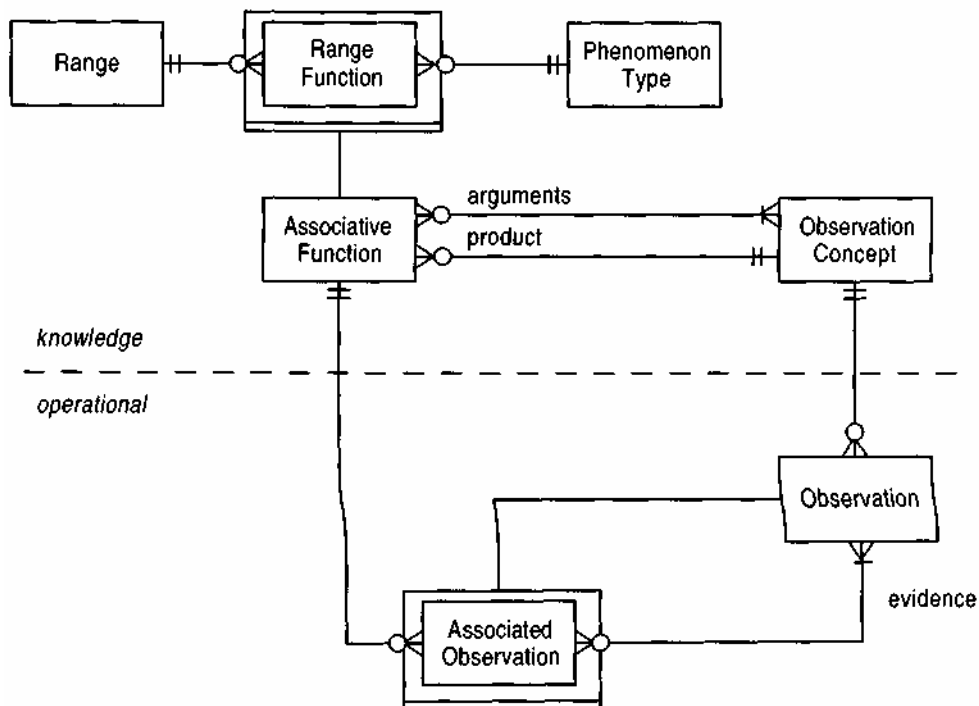 Range
Range
Function
Phenomenon
Type
arguments
Associative
Function
product
Observation
Concept
knowledge
operational
Observation
evidence
Associated
Observation